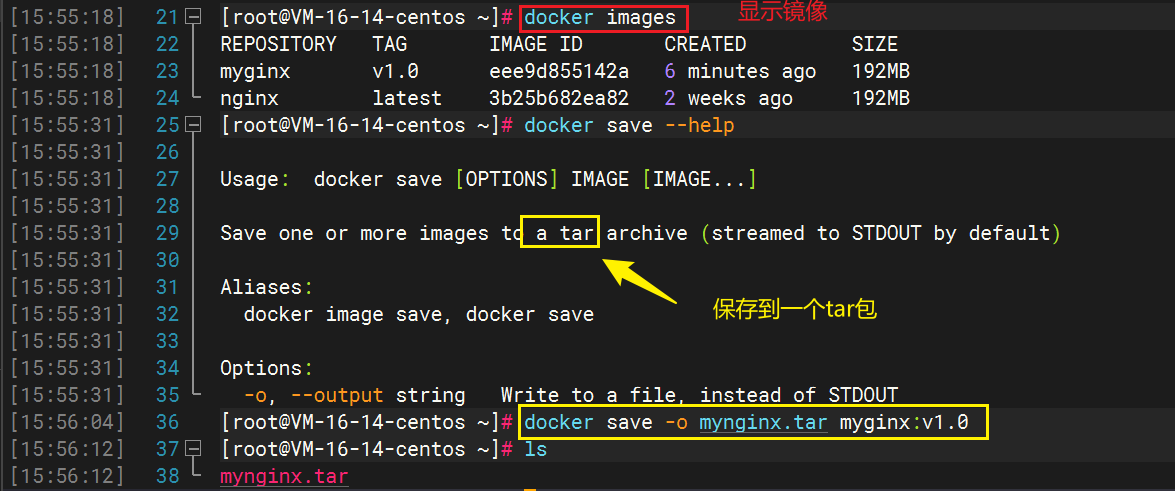 [15:55:18] 21 [root@VM-16-14-centos ~]# docker images 显示镜像
[15:55:18] 22 REPOSITORY TAG IMAGE ID CREATED SIZE
[15:55:18] 23 myginx v1.0 eee9d855142a 6 minutes ago 192MB
[15:55:18] 24 nginx latest 3b25b682ea82 2 weeks ago 192MB
[15:55:31] 25 [root@VM-16-14-centos ~]# docker save --help
[15:55:31] 26
[15:55:31] 27 Usage: docker save [OPTIONS] IMAGE [IMAGE...]
[15:55:31] 28
[15:55:31] 29 Save one or more images to a tar archive (streamed to STDOUT by default)
[15:55:31] 30
[15:55:31] 31 Aliases:
[15:55:31] 32 docker image save, docker save
保存到一个tar包
[15:55:31] 33
[15:55:31] 34 Options:
[15:55:31] 35 -o, --output string Write to a file, instead of STDOUT
[15:56:04] 36 [root@VM-16-14-centos ~]# docker save -o mynginx.tar myginx:v1.0
[15:56:12] 37 [root@VM-16-14-centos ~]# ls
[15:56:12] 38 mynginx.tar